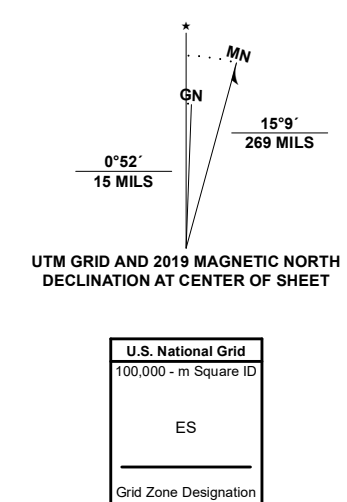 ★
MN
GN
15°9´
269 MILS
0°52´
15 MILS
UTM GRID AND 2019 MAGNETIC NORTH
DECLINATION AT CENTER OF SHEET
U.S. National Grid
100,000 - m Square ID
ES
Grid Zone Designation